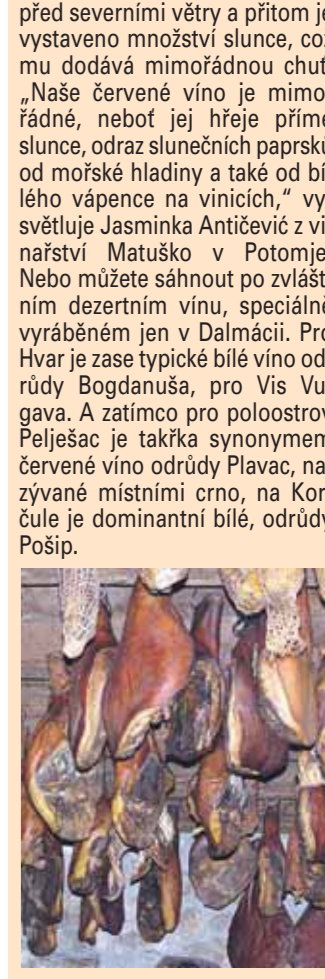 před severními větry a přitom je
vystaveno množství slunce, což
mu dodává mimořádnou chuť.
„Naše červené víno je mimo-
řádné, neboť jej hřeje přímé
slunce, odraz slunečních paprsků
od mořské hladiny a také od bí-
lého vápence na vinicích,“ vy-
světluje Jasminka Antičević z vi-
nařství Matuško v Potomje.
Nebo můžete sáhnout po zvlášt-
ním dezertním vínu, speciálně
vyráběném jen v Dalmácii. Pro
Hvar je zase typické bílé víno od-
růdy Bogdanuša, pro Vis Vu-
gava. A zatímco pro poloostrov
Pelješac je takřka synonymem
červené víno odrůdy Plavac, na-
zývané místními crno, na Kor-
čule je dominantní bílé, odrůdy
Pošip.